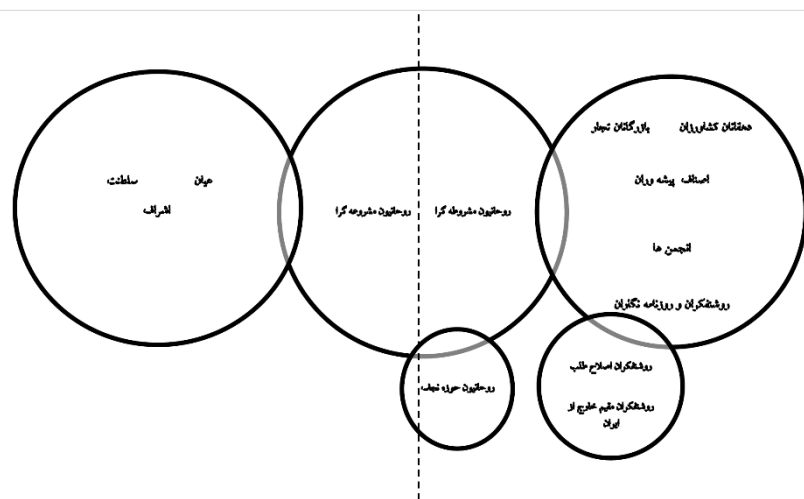 دهقانان کشاورزان
بازرگانان تجار
اصناف پیشه وران
انجمن ها
روشنفکران و روزنامه نگاران
روشنفکران اصلاح طلب
روشنفکران مقیم خارج از
ایران
روحانیون مشروطه گرا
روحانیون مشروعه گرا
روحانیون حوزه نجف
عیان
سلطنت
اشراف